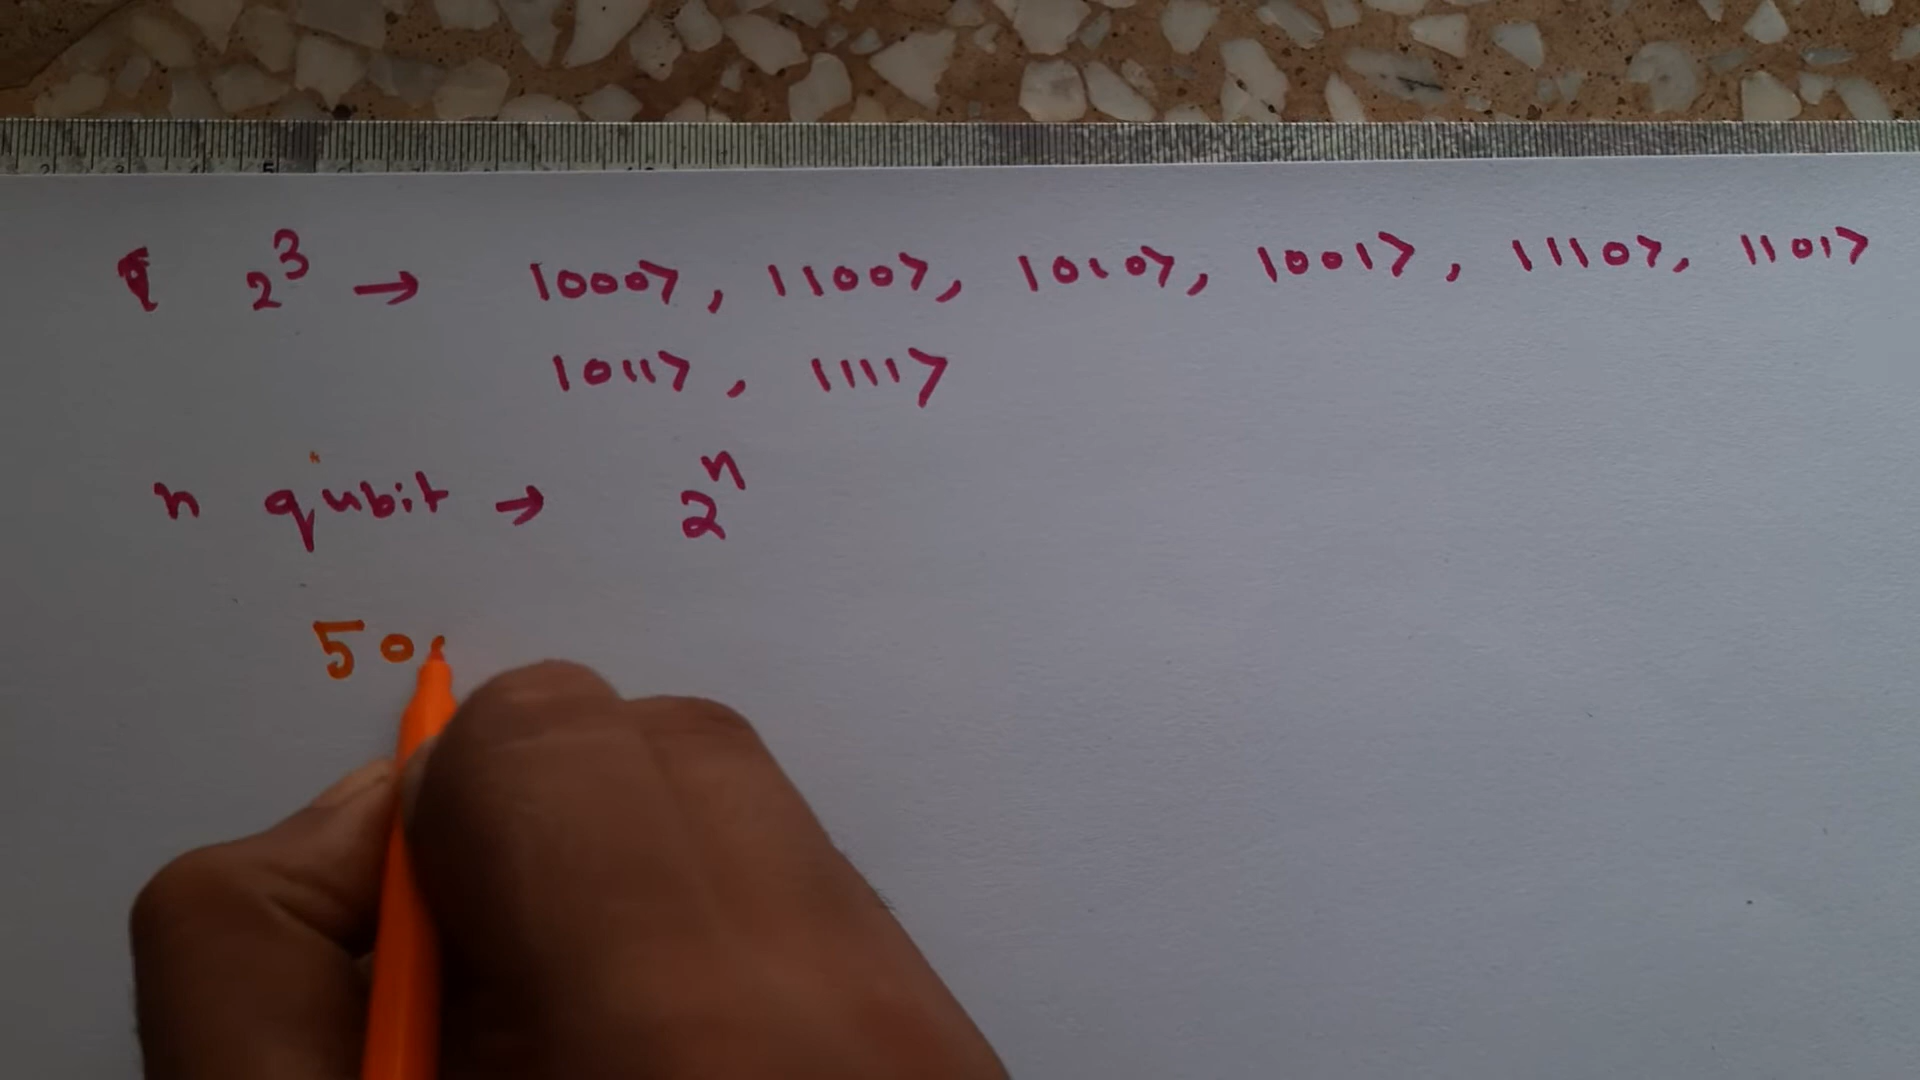 2³ → |000⟩, |100⟩, |010⟩, |001⟩, |110⟩, |101⟩
|011⟩, |111⟩
n qubit → 2ⁿ
50